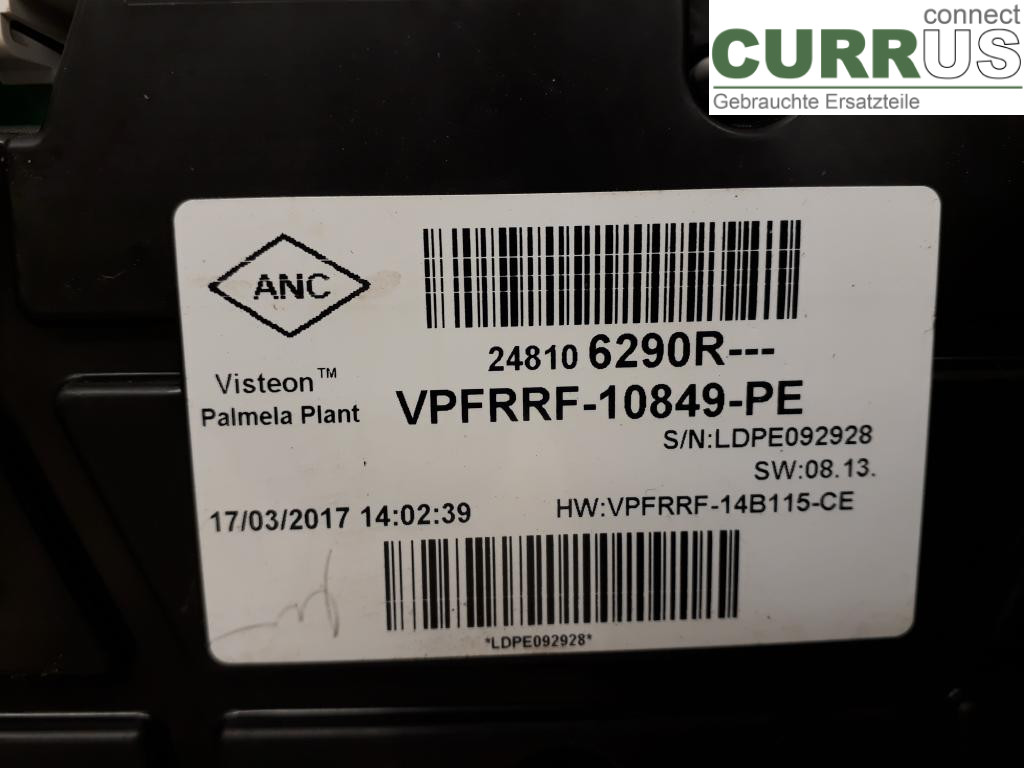 connect
CURRUS
Gebrauchte Ersatzteile
ANC
24810 6290R---
Visteon™
Palmela Plant
VPFRRF-10849-PE
S/N:LDPE092928
SW:08.13.
17/03/2017 14:02:39
HW:VPFRRF-14B115-CE
*LDPE092928*